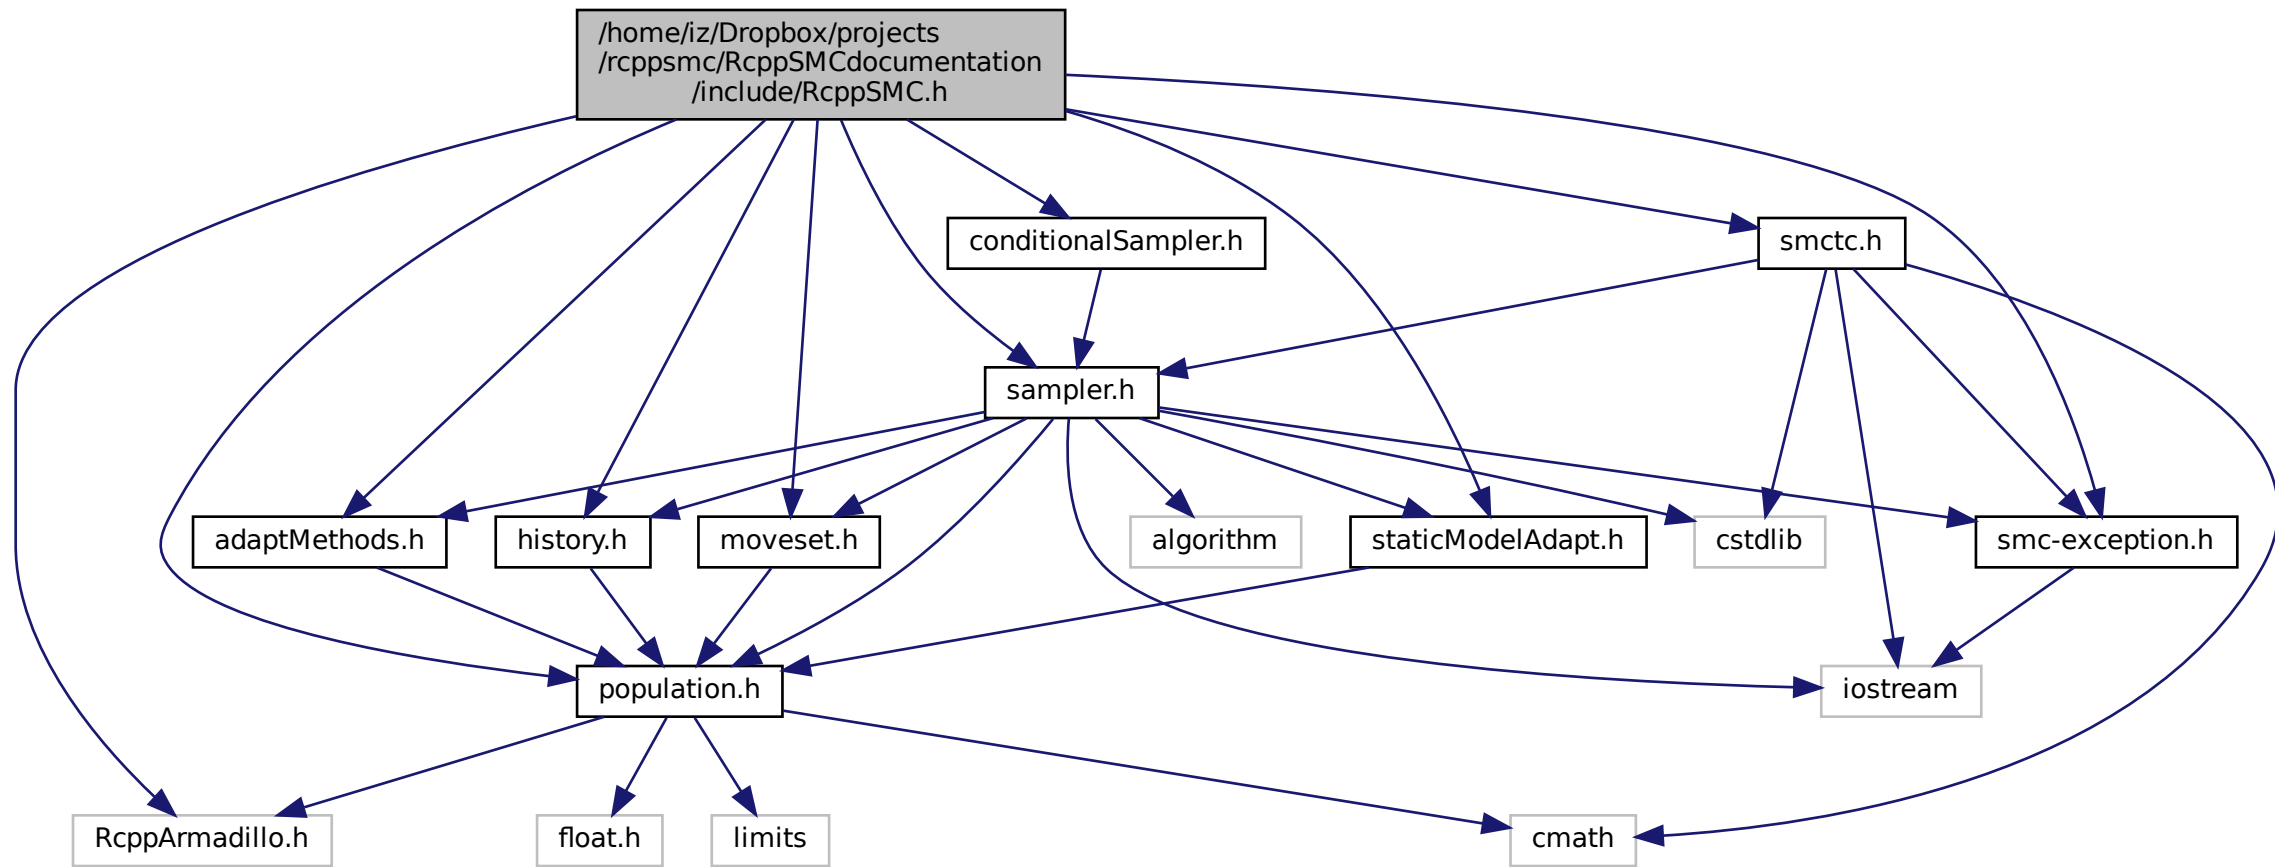 /home/iz/Dropbox/projects
/rcppsmc/RcppSMCdocumentation
/include/RcppSMC.h
conditionalSampler.h
smctc.h
sampler.h
adaptMethods.h
history.h
moveset.h
algorithm
staticModelAdapt.h
cstdlib
smc-exception.h
population.h
iostream
RcppArmadillo.h
float.h
limits
cmath